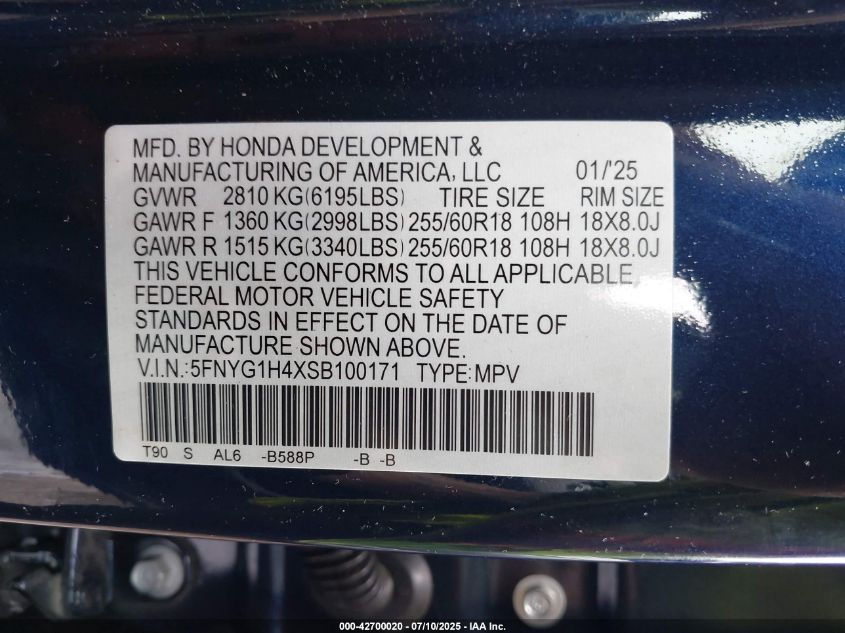 MFD. BY HONDA DEVELOPMENT &
MANUFACTURING OF AMERICA, LLC 01/'25
GVWR 2810 KG(6195LBS) TIRE SIZE RIM SIZE
GAWR F 1360 KG(2998LBS) 255/60R18 108H 18X8.0J
GAWR R 1515 KG(3340LBS) 255/60R18 108H 18X8.0J
THIS VEHICLE CONFORMS TO ALL APPLICABLE
FEDERAL MOTOR VEHICLE SAFETY
STANDARDS IN EFFECT ON THE DATE OF
MANUFACTURE SHOWN ABOVE.
V.I.N.:5FNYG1H4XSB100171 TYPE:MPV
T90 S AL6 -B588P -B -B
000-42700020 - 07/10/2025 - IAA Inc.